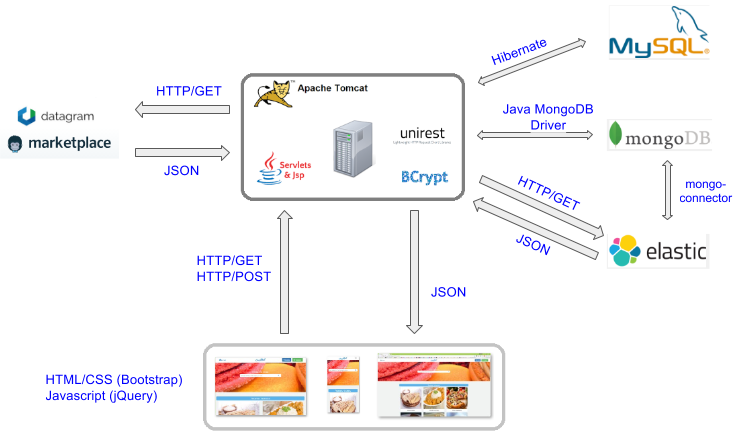 MySQL®
Hibernate
HTTP/GET
Apache Tomcat
Java MongoDB
Driver
datagram
marketplace
unirest
mongoDB
JSON
Servlets
& Jsp
BCrypt
HTTP/GET
mongo-
connector
JSON
elastic
HTTP/GET
HTTP/POST
JSON
HTML/CSS (Bootstrap)
Javascript (jQuery)